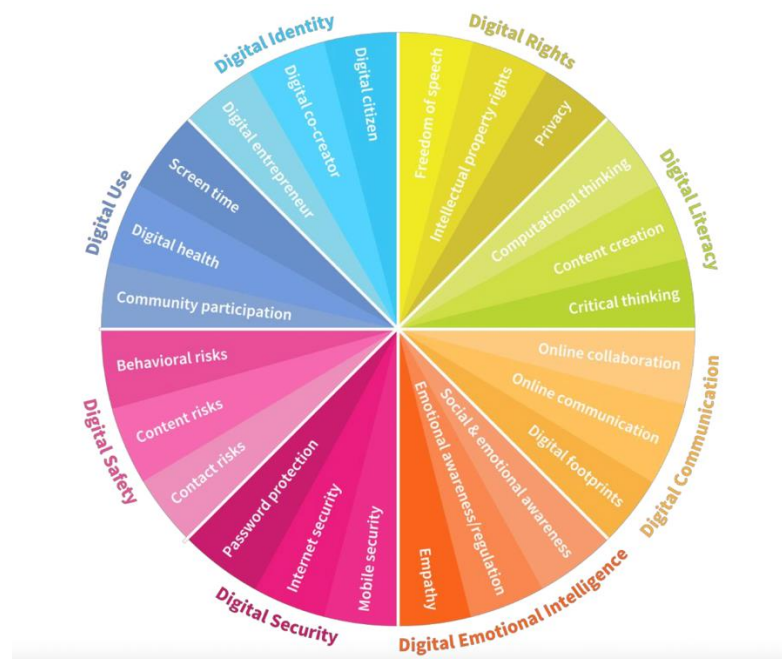 Digital Identity
Digital entrepreneur
Digital co-creator
Digital citizen
Digital Rights
Freedom of speech
Intellectual property rights
Privacy
Digital Literacy
Computational thinking
Content creation
Critical thinking
Digital Communication
Online collaboration
Online communication
Digital footprints
Digital Emotional Intelligence
Social & emotional awareness
Emotional awareness/regulation
Empathy
Digital Security
Mobile security
Internet security
Password protection
Digital Safety
Contact risks
Content risks
Behavioral risks
Digital Use
Community participation
Digital health
Screen time